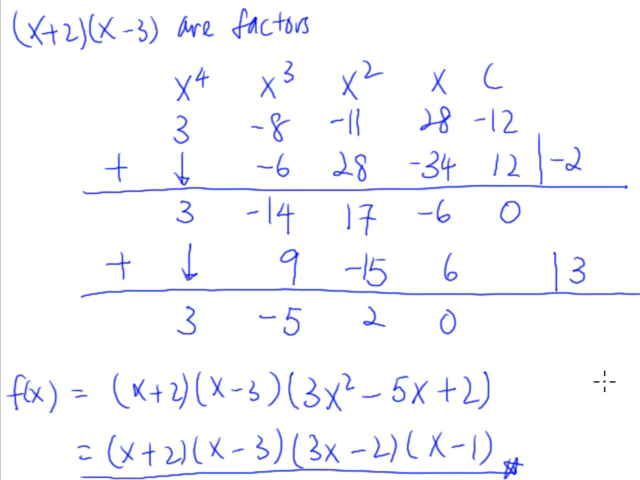 (x+2)(x-3) are factors
x⁴ x³ x² x C
3 -8 -11 28 -12
+ ↓ -6 28 -34 12 |-2
3 -14 17 -6 0
+ ↓ 9 -15 6 |3
3 -5 2 0
f(x) = (x+2)(x-3)(3x²-5x+2)
= (x+2)(x-3)(3x-2)(x-1)